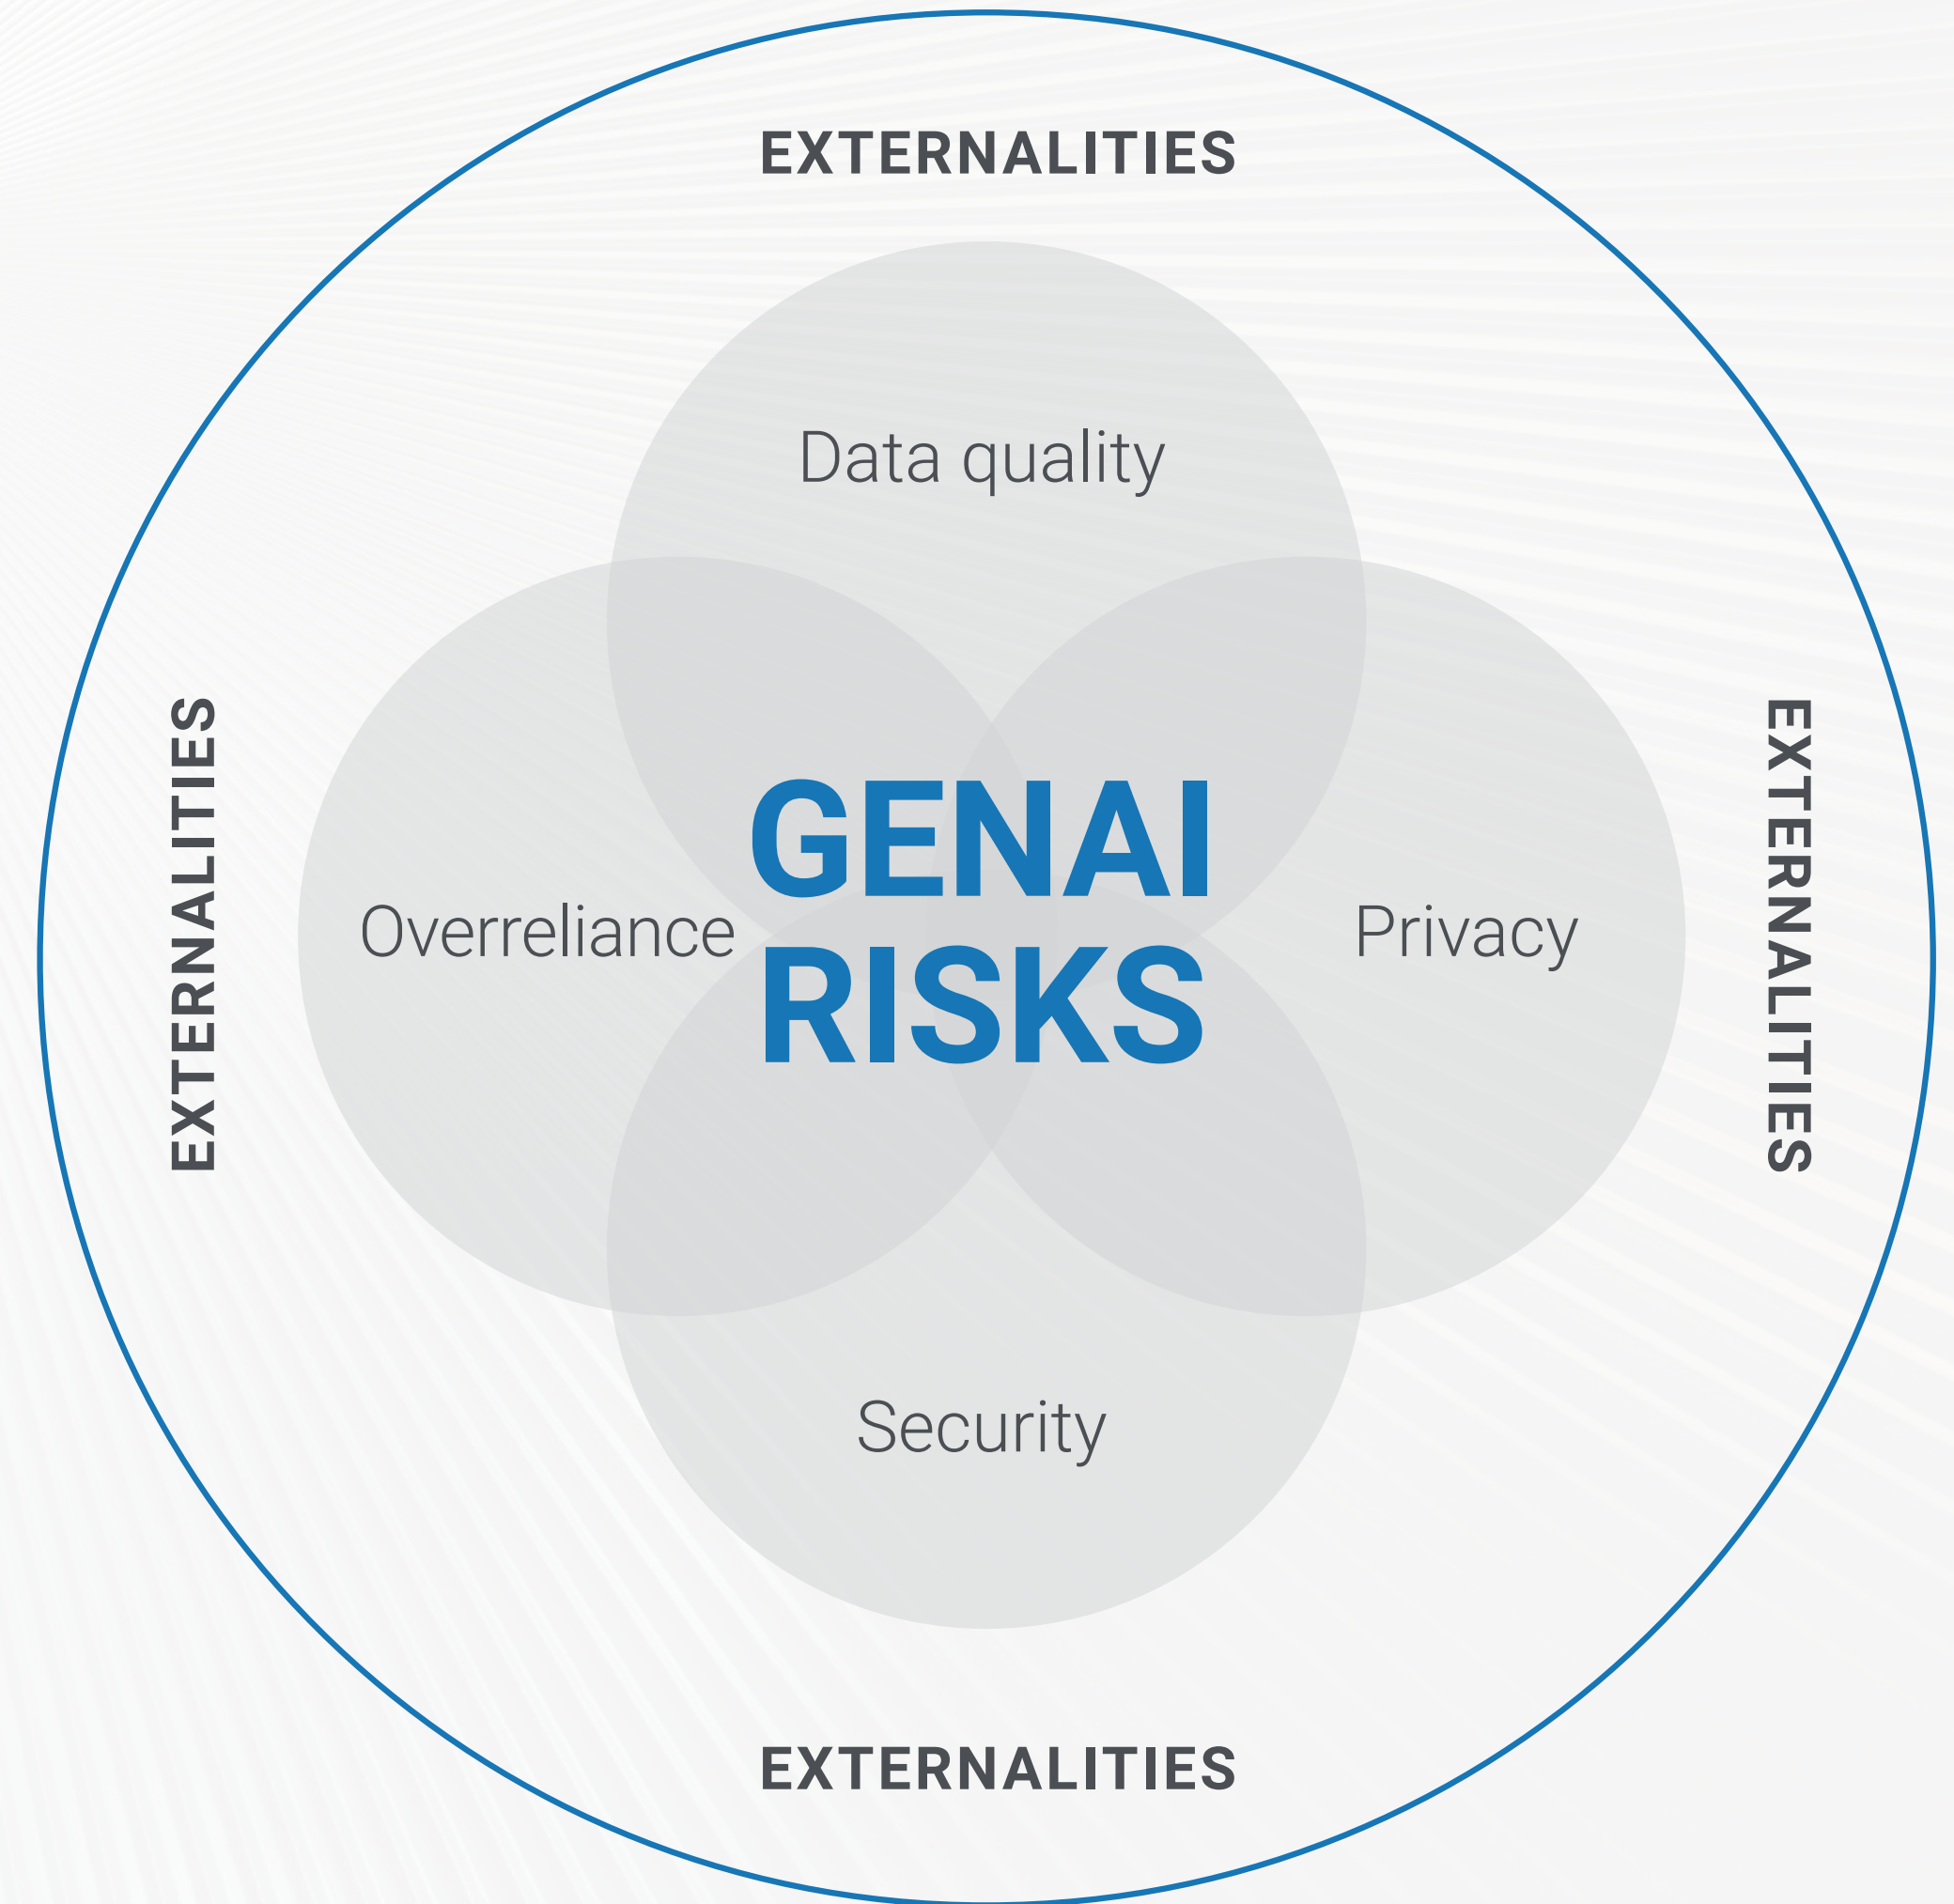 EXTERNALITIES
Data quality
EXTERNALITIES
GENAI
Overreliance
RISKS
Privacy
EXTERNALITIES
Security
EXTERNALITIES